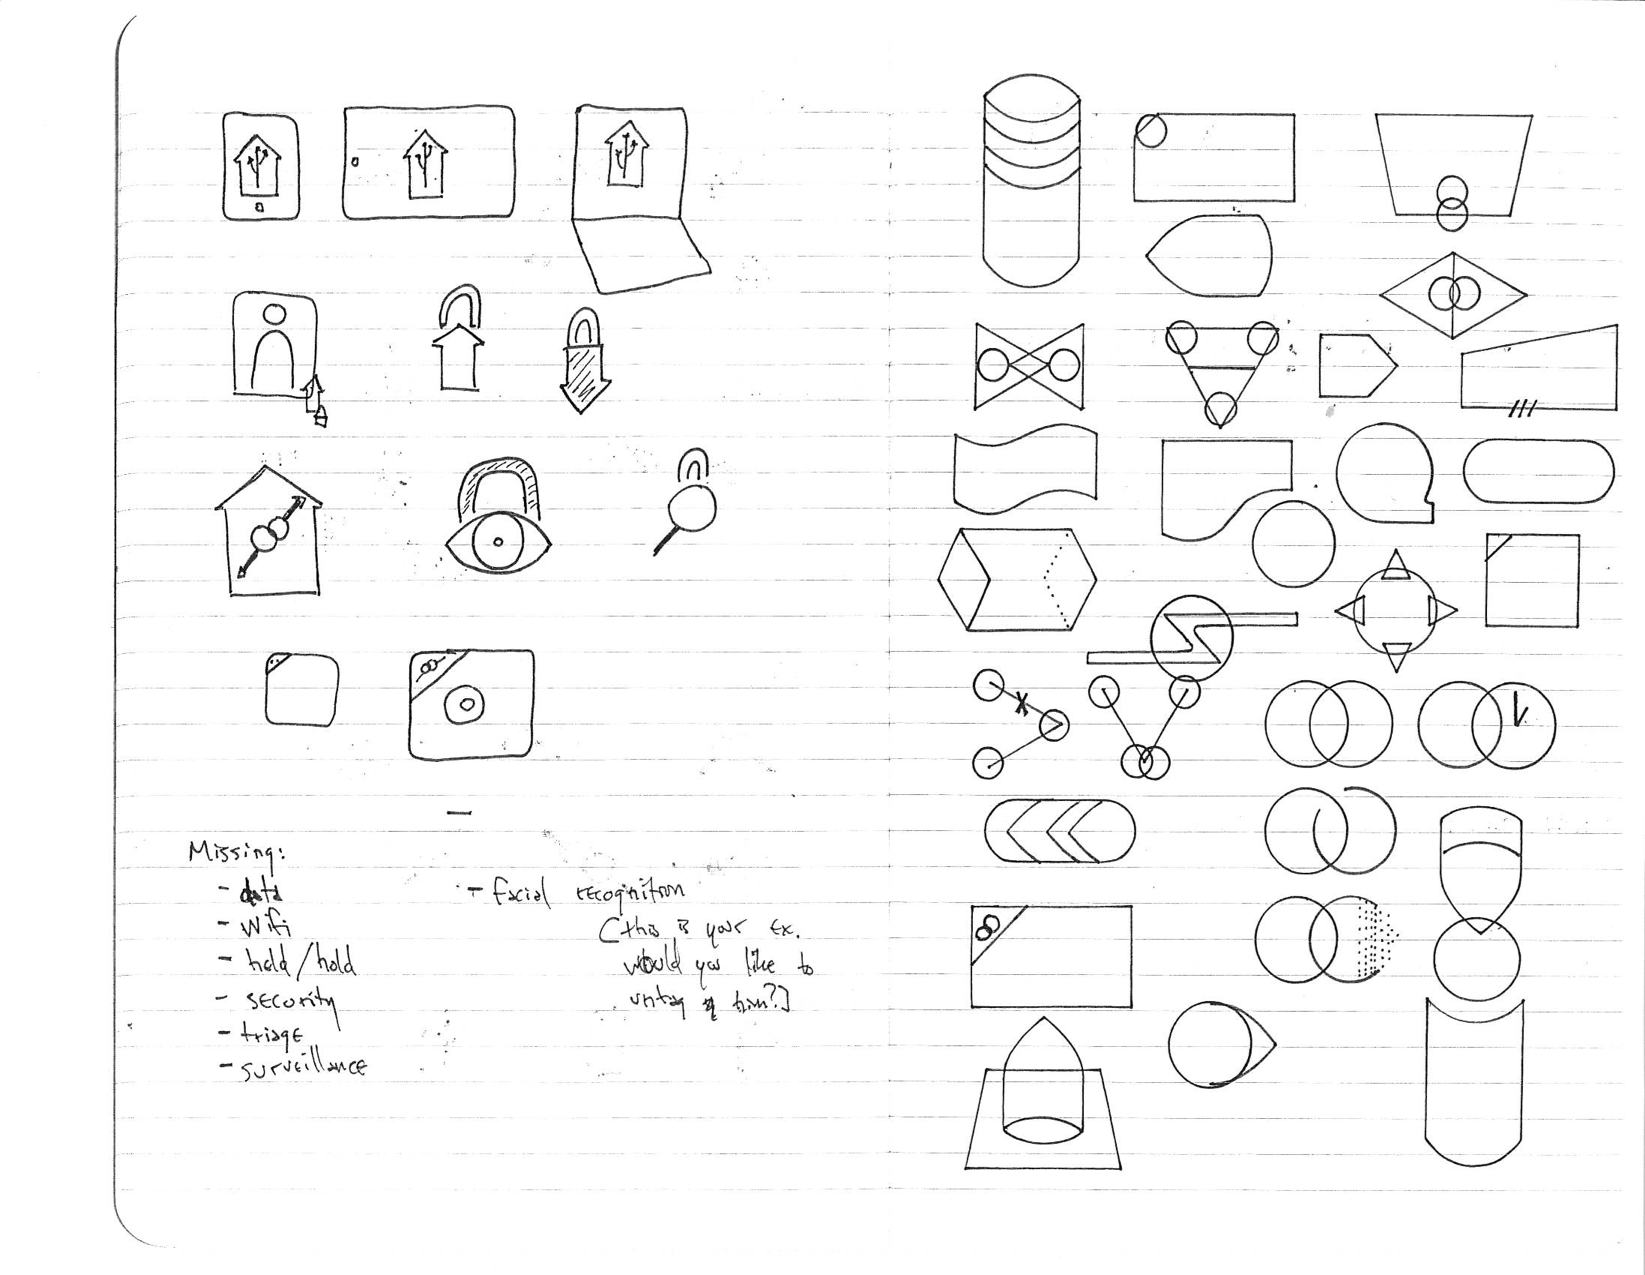 Missing:
- data
- Wifi
- held/hold
- security
- triage
- surveillance
- facial recognition
(this is your ex.
would you like to
untag him?]